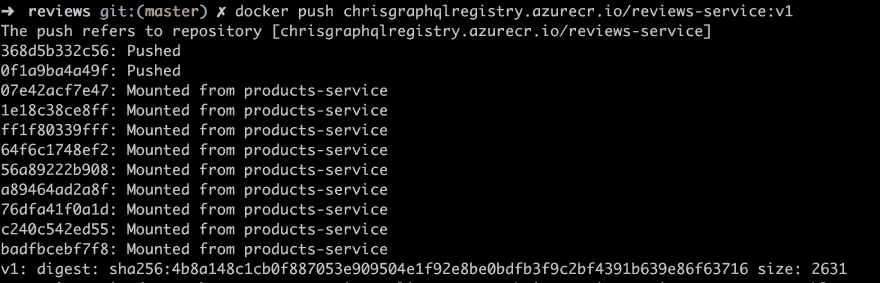 ➜ reviews git:(master) ✗ docker push chrisgraphqlregistry.azurecr.io/reviews-service:v1
The push refers to repository [chrisgraphqlregistry.azurecr.io/reviews-service]
368d5b332c56: Pushed
0f1a9ba4a49f: Pushed
07e42acf7e47: Mounted from products-service
1e18c38ce8ff: Mounted from products-service
ff1f80339fff: Mounted from products-service
64f6c1748ef2: Mounted from products-service
56a89222b908: Mounted from products-service
a89464ad2a8f: Mounted from products-service
76dfa41f0a1d: Mounted from products-service
c240c542ed55: Mounted from products-service
badfbcebf7f8: Mounted from products-service
v1: digest: sha256:4b8a148c1cb0f887053e909504e1f92e8be0bdfb3f9c2bf4391b639e86f63716 size: 2631